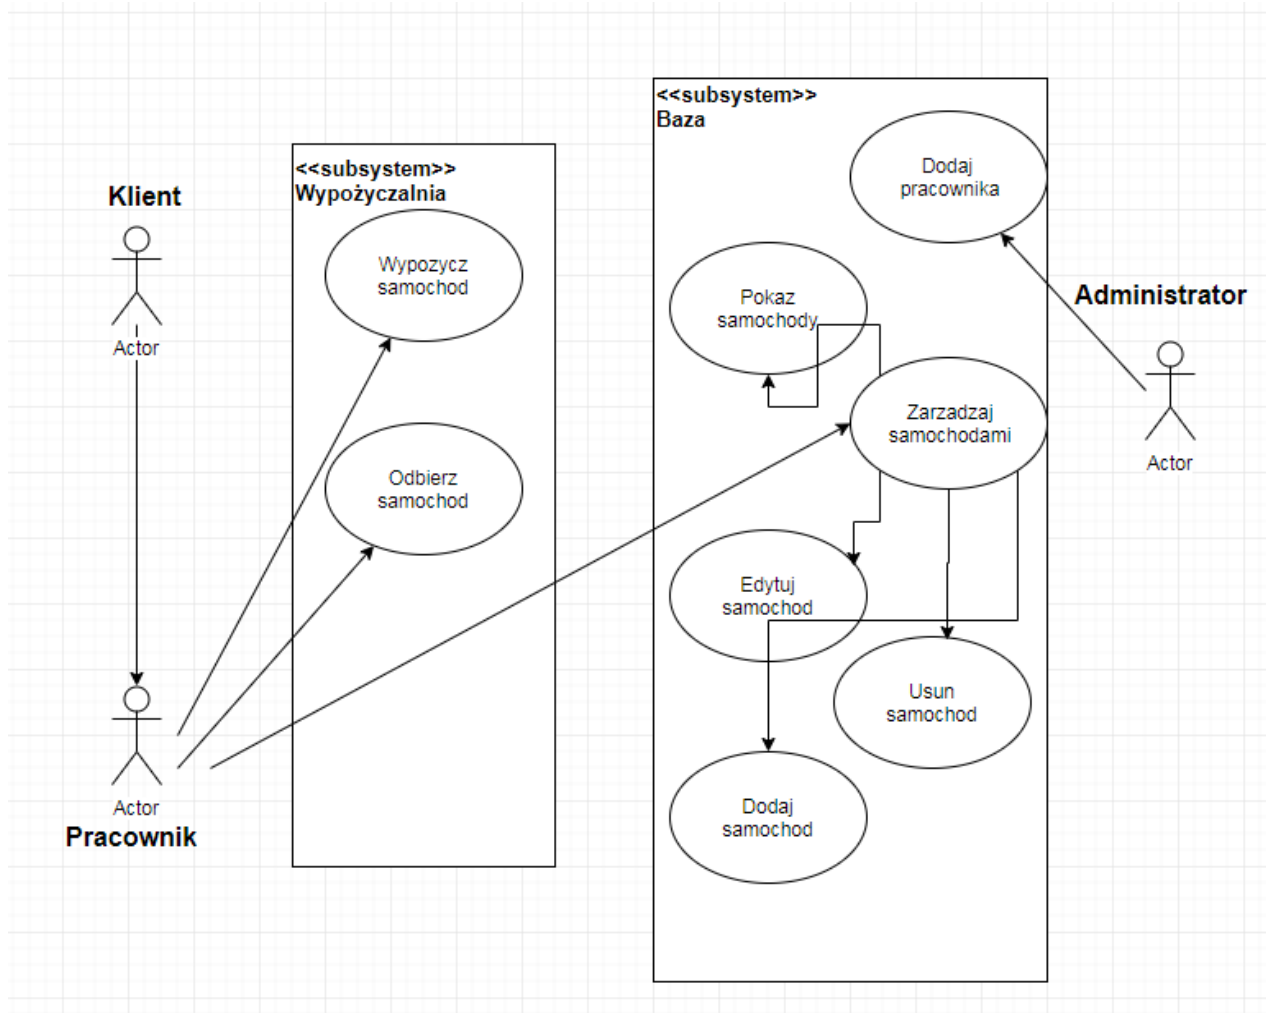 <<subsystem>>
Baza
Dodaj
pracownika
<<subsystem>>
Wypożyczalnia
Klient
Actor
Wypozycz
samochod
Pokaz
samochody
Administrator
Actor
Zarzadzaj
samochodami
Odbierz
samochod
Edytuj
samochod
Usun
samochod
Actor
Pracownik
Dodaj
samochod